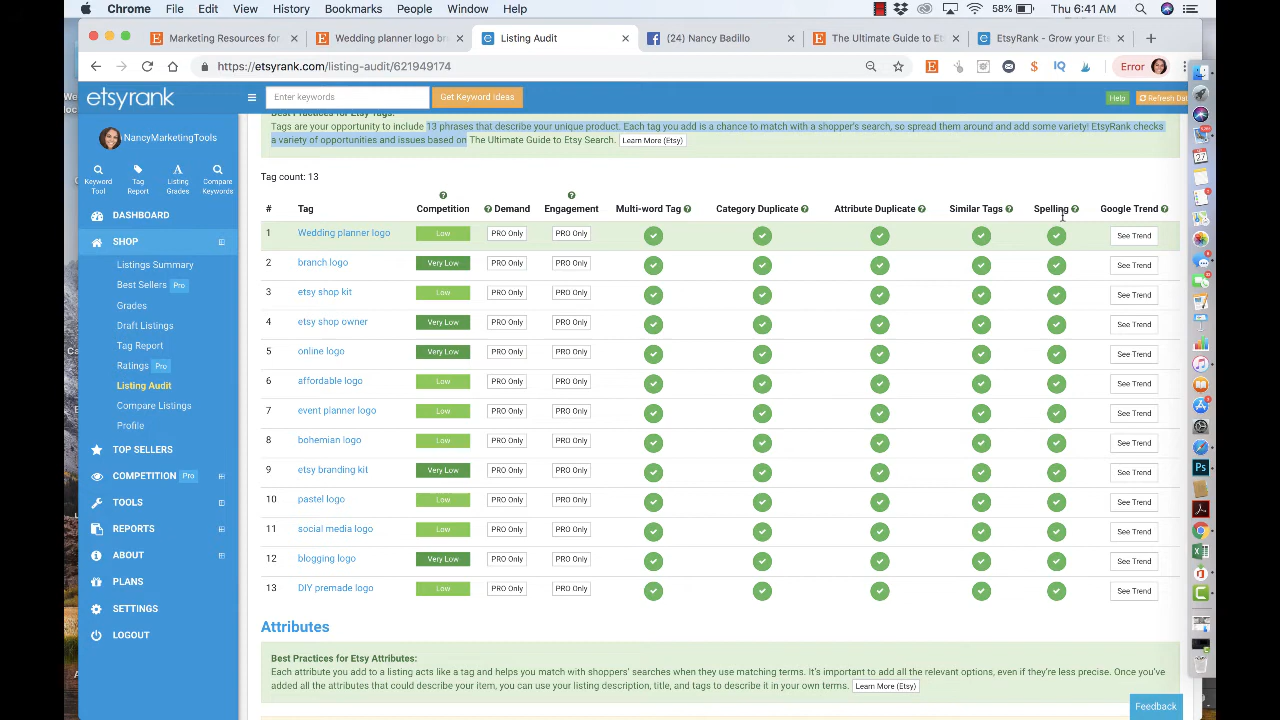 Chrome File Edit View History Bookmarks People Window Help 58% Thu 6:41 AM
Marketing Resources for Wedding planner logo br Listing Audit (24) Nancy Badillo The Ultimate Guide to Ets EtsyRank - Grow your Et
https://etsyrank.com/listing-audit/621949174 Error
etsyrank Enter keywords Get Keyword Ideas Help Refresh Dat
Best Practices for Etsy Tags:
Tags are your opportunity to include 13 phrases that describe your unique product. Each tag you add is a chance to match with a shopper's search, so spread them around and add some variety! EtsyRank checks
a variety of opportunities and issues based on The Ultimate Guide to Etsy Search. Learn More (Etsy)
NancyMarketingTools
Keyword Tool
Tag Report
Listing Grades
Compare Keywords
DASHBOARD
SHOP
Listings Summary
Best Sellers Pro
Grades
Draft Listings
Tag Report
Ratings Pro
Listing Audit
Compare Listings
Profile
TOP SELLERS
COMPETITION Pro
TOOLS
REPORTS
ABOUT
PLANS
SETTINGS
LOGOUT
Tag count: 13
# Tag Competition Demand Engagement Multi-word Tag Category Duplicate Attribute Duplicate Similar Tags Spelling Google Trend
1 Wedding planner logo Low PRO Only PRO Only See Trend
2 branch logo Very Low PRO Only PRO Only See Trend
3 etsy shop kit Low PRO Only PRO Only See Trend
4 etsy shop owner Very Low PRO Only PRO Only See Trend
5 online logo Very Low PRO Only PRO Only See Trend
6 affordable logo Low PRO Only PRO Only See Trend
7 event planner logo Low PRO Only PRO Only See Trend
8 bohemian logo Low PRO Only PRO Only See Trend
9 etsy branding kit Very Low PRO Only PRO Only See Trend
10 pastel logo Low PRO Only PRO Only See Trend
11 social media logo Low PRO Only PRO Only See Trend
12 blogging logo Very Low PRO Only PRO Only See Trend
13 DIY premade logo Low PRO Only PRO Only See Trend
Attributes
Best Practices for Etsy Attributes:
Each attribute you add to a listing acts like a tag and helps you match with shoppers' searches when they use matching terms. It's important to add all the relevant options, even if they're less precise. Once you've
added all the attributes that could describe your item, you can use your listing description, title, and tags to describe it in your own terms. Learn More (Etsy)
Feedback